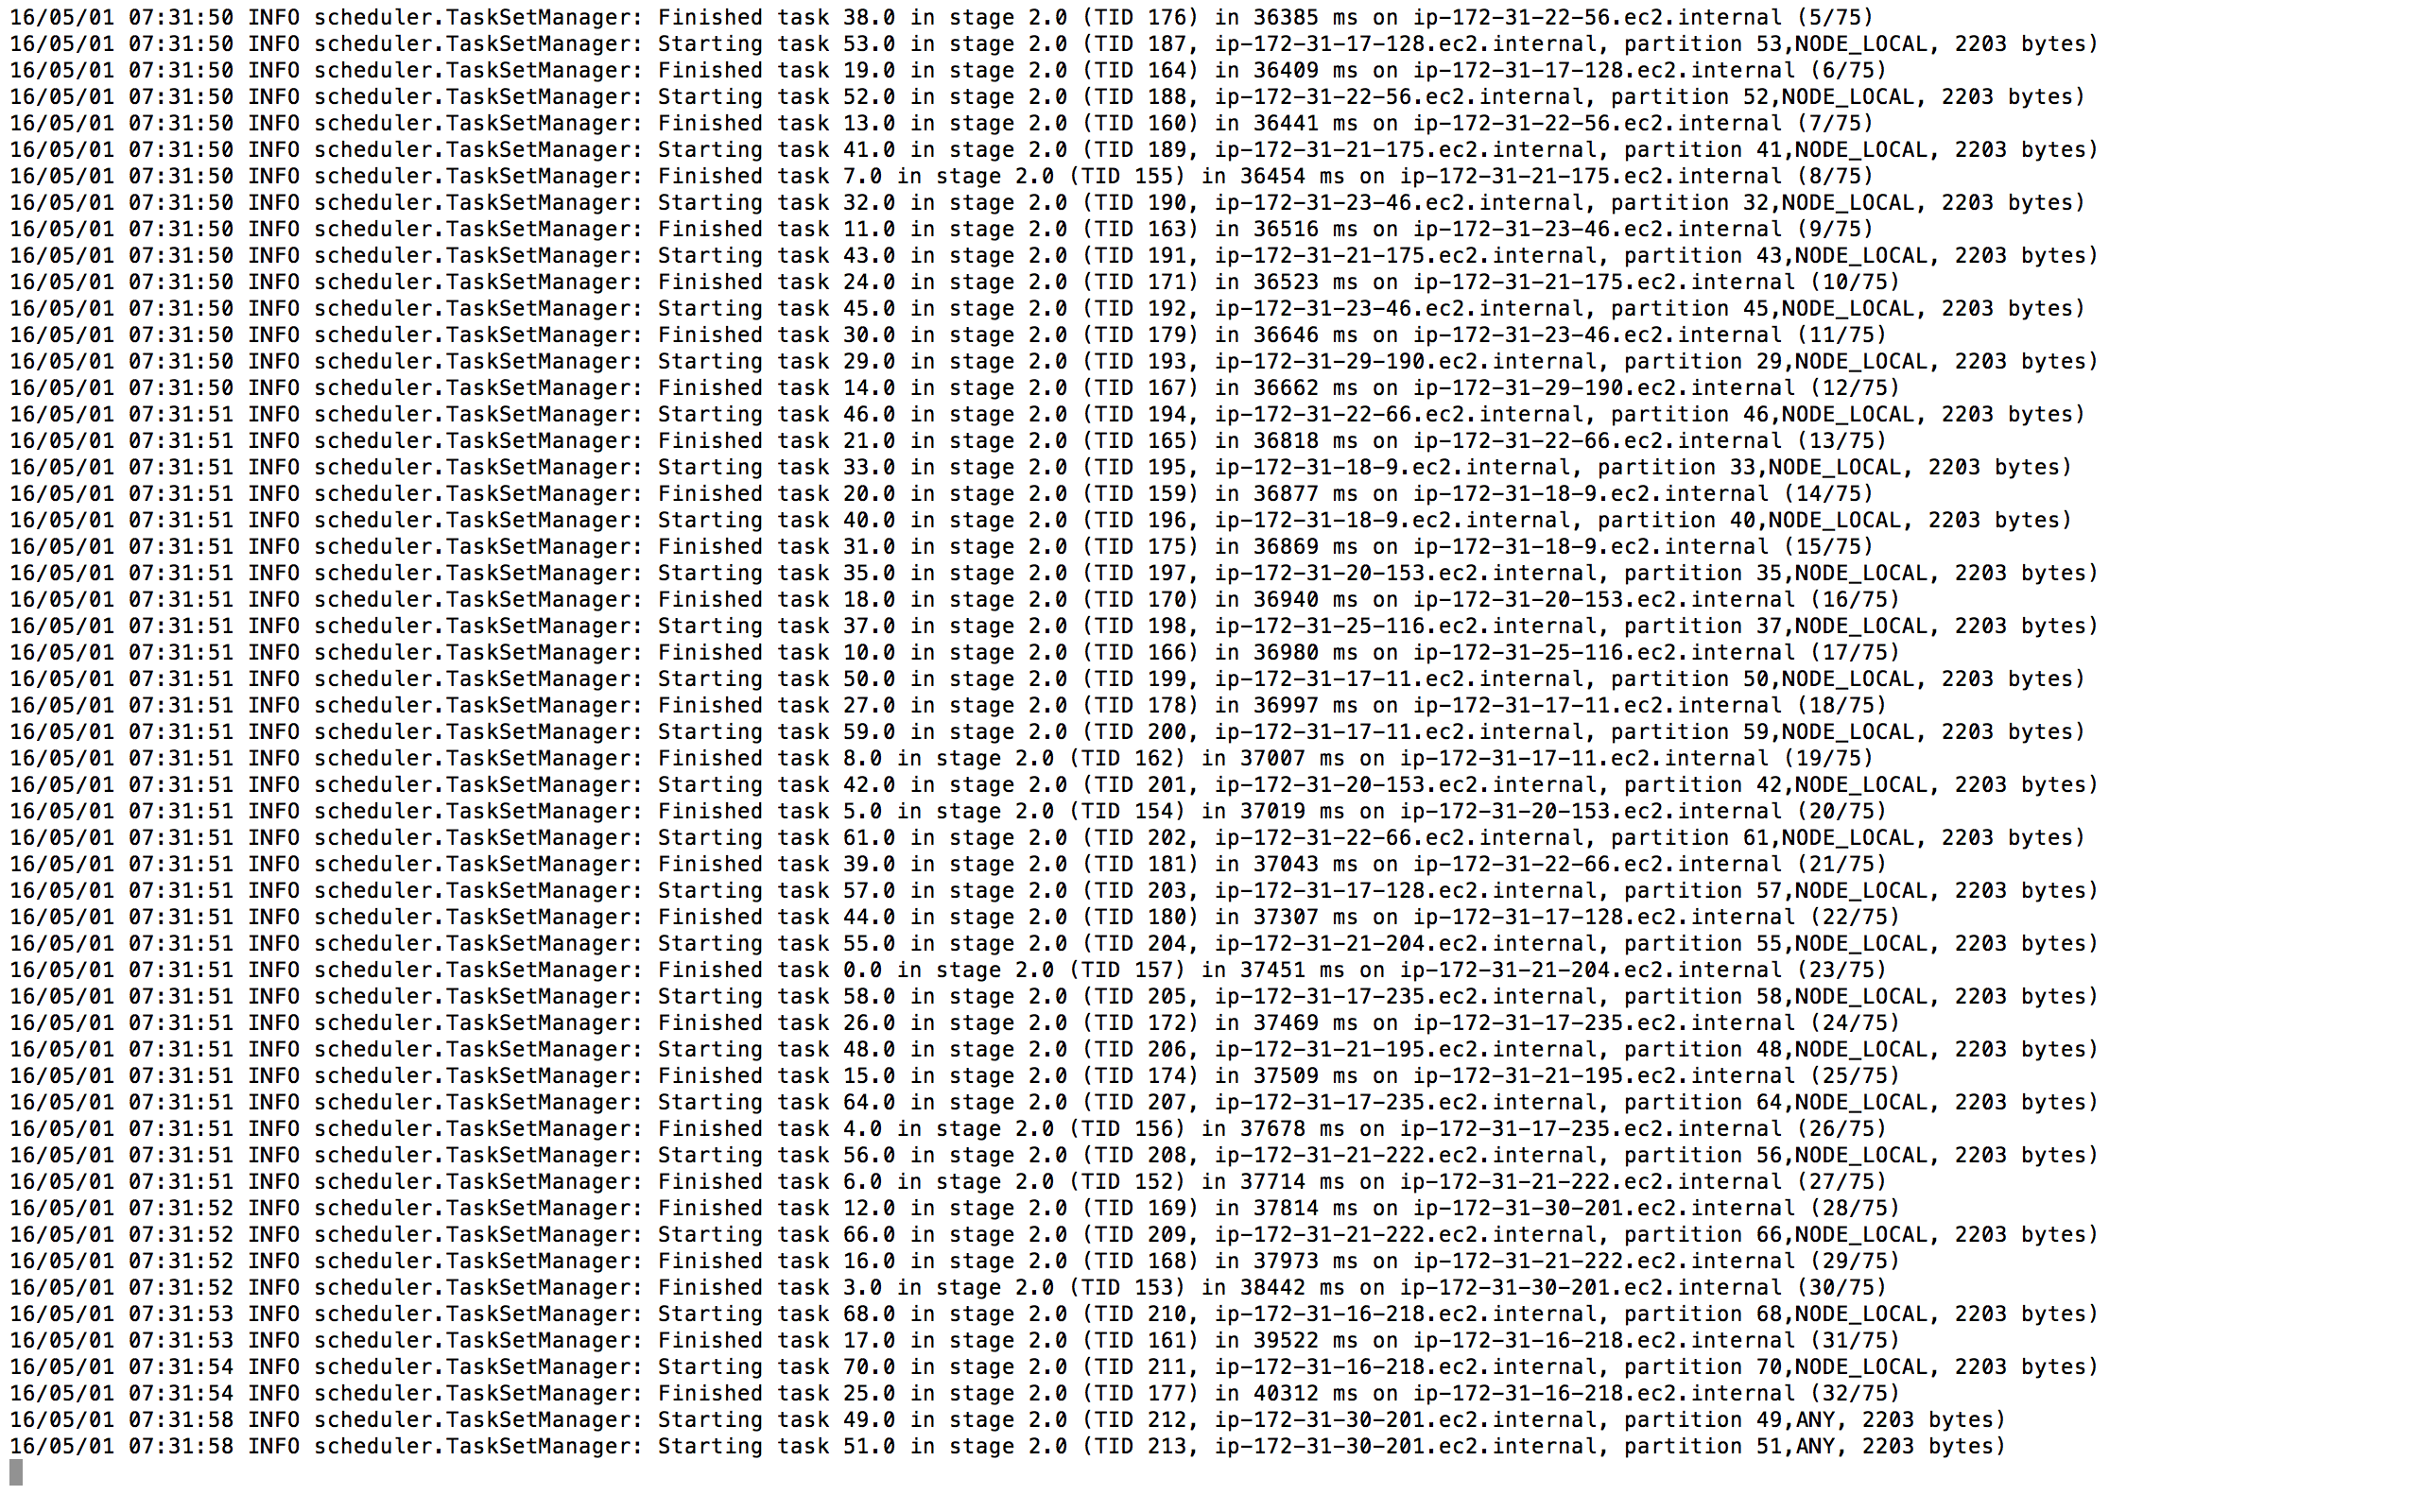 16/05/01 07:31:50 INFO scheduler.TaskSetManager: Finished task 38.0 in stage 2.0 (TID 176) in 36385 ms on ip-172-31-22-56.ec2.internal (5/75)
16/05/01 07:31:50 INFO scheduler.TaskSetManager: Starting task 53.0 in stage 2.0 (TID 187, ip-172-31-17-128.ec2.internal, partition 53,NODE_LOCAL, 2203 bytes)
16/05/01 07:31:50 INFO scheduler.TaskSetManager: Finished task 19.0 in stage 2.0 (TID 164) in 36409 ms on ip-172-31-17-128.ec2.internal (6/75)
16/05/01 07:31:50 INFO scheduler.TaskSetManager: Starting task 52.0 in stage 2.0 (TID 188, ip-172-31-22-56.ec2.internal, partition 52,NODE_LOCAL, 2203 bytes)
16/05/01 07:31:50 INFO scheduler.TaskSetManager: Finished task 13.0 in stage 2.0 (TID 160) in 36441 ms on ip-172-31-22-56.ec2.internal (7/75)
16/05/01 07:31:50 INFO scheduler.TaskSetManager: Starting task 41.0 in stage 2.0 (TID 189, ip-172-31-21-175.ec2.internal, partition 41,NODE_LOCAL, 2203 bytes)
16/05/01 07:31:50 INFO scheduler.TaskSetManager: Finished task 7.0 in stage 2.0 (TID 155) in 36454 ms on ip-172-31-21-175.ec2.internal (8/75)
16/05/01 07:31:50 INFO scheduler.TaskSetManager: Starting task 32.0 in stage 2.0 (TID 190, ip-172-31-23-46.ec2.internal, partition 32,NODE_LOCAL, 2203 bytes)
16/05/01 07:31:50 INFO scheduler.TaskSetManager: Finished task 11.0 in stage 2.0 (TID 163) in 36516 ms on ip-172-31-23-46.ec2.internal (9/75)
16/05/01 07:31:50 INFO scheduler.TaskSetManager: Starting task 43.0 in stage 2.0 (TID 191, ip-172-31-21-175.ec2.internal, partition 43,NODE_LOCAL, 2203 bytes)
16/05/01 07:31:50 INFO scheduler.TaskSetManager: Finished task 24.0 in stage 2.0 (TID 171) in 36523 ms on ip-172-31-21-175.ec2.internal (10/75)
16/05/01 07:31:50 INFO scheduler.TaskSetManager: Starting task 45.0 in stage 2.0 (TID 192, ip-172-31-23-46.ec2.internal, partition 45,NODE_LOCAL, 2203 bytes)
16/05/01 07:31:50 INFO scheduler.TaskSetManager: Finished task 30.0 in stage 2.0 (TID 179) in 36646 ms on ip-172-31-23-46.ec2.internal (11/75)
16/05/01 07:31:50 INFO scheduler.TaskSetManager: Starting task 29.0 in stage 2.0 (TID 193, ip-172-31-29-190.ec2.internal, partition 29,NODE_LOCAL, 2203 bytes)
16/05/01 07:31:50 INFO scheduler.TaskSetManager: Finished task 14.0 in stage 2.0 (TID 167) in 36662 ms on ip-172-31-29-190.ec2.internal (12/75)
16/05/01 07:31:51 INFO scheduler.TaskSetManager: Starting task 46.0 in stage 2.0 (TID 194, ip-172-31-22-66.ec2.internal, partition 46,NODE_LOCAL, 2203 bytes)
16/05/01 07:31:51 INFO scheduler.TaskSetManager: Finished task 21.0 in stage 2.0 (TID 165) in 36818 ms on ip-172-31-22-66.ec2.internal (13/75)
16/05/01 07:31:51 INFO scheduler.TaskSetManager: Starting task 33.0 in stage 2.0 (TID 195, ip-172-31-18-9.ec2.internal, partition 33,NODE_LOCAL, 2203 bytes)
16/05/01 07:31:51 INFO scheduler.TaskSetManager: Finished task 20.0 in stage 2.0 (TID 159) in 36877 ms on ip-172-31-18-9.ec2.internal (14/75)
16/05/01 07:31:51 INFO scheduler.TaskSetManager: Starting task 40.0 in stage 2.0 (TID 196, ip-172-31-18-9.ec2.internal, partition 40,NODE_LOCAL, 2203 bytes)
16/05/01 07:31:51 INFO scheduler.TaskSetManager: Finished task 31.0 in stage 2.0 (TID 175) in 36869 ms on ip-172-31-18-9.ec2.internal (15/75)
16/05/01 07:31:51 INFO scheduler.TaskSetManager: Starting task 35.0 in stage 2.0 (TID 197, ip-172-31-20-153.ec2.internal, partition 35,NODE_LOCAL, 2203 bytes)
16/05/01 07:31:51 INFO scheduler.TaskSetManager: Finished task 18.0 in stage 2.0 (TID 170) in 36940 ms on ip-172-31-20-153.ec2.internal (16/75)
16/05/01 07:31:51 INFO scheduler.TaskSetManager: Starting task 37.0 in stage 2.0 (TID 198, ip-172-31-25-116.ec2.internal, partition 37,NODE_LOCAL, 2203 bytes)
16/05/01 07:31:51 INFO scheduler.TaskSetManager: Finished task 10.0 in stage 2.0 (TID 166) in 36980 ms on ip-172-31-25-116.ec2.internal (17/75)
16/05/01 07:31:51 INFO scheduler.TaskSetManager: Starting task 50.0 in stage 2.0 (TID 199, ip-172-31-17-11.ec2.internal, partition 50,NODE_LOCAL, 2203 bytes)
16/05/01 07:31:51 INFO scheduler.TaskSetManager: Finished task 27.0 in stage 2.0 (TID 178) in 36997 ms on ip-172-31-17-11.ec2.internal (18/75)
16/05/01 07:31:51 INFO scheduler.TaskSetManager: Starting task 59.0 in stage 2.0 (TID 200, ip-172-31-17-11.ec2.internal, partition 59,NODE_LOCAL, 2203 bytes)
16/05/01 07:31:51 INFO scheduler.TaskSetManager: Finished task 8.0 in stage 2.0 (TID 162) in 37007 ms on ip-172-31-17-11.ec2.internal (19/75)
16/05/01 07:31:51 INFO scheduler.TaskSetManager: Starting task 42.0 in stage 2.0 (TID 201, ip-172-31-20-153.ec2.internal, partition 42,NODE_LOCAL, 2203 bytes)
16/05/01 07:31:51 INFO scheduler.TaskSetManager: Finished task 5.0 in stage 2.0 (TID 154) in 37019 ms on ip-172-31-20-153.ec2.internal (20/75)
16/05/01 07:31:51 INFO scheduler.TaskSetManager: Starting task 61.0 in stage 2.0 (TID 202, ip-172-31-22-66.ec2.internal, partition 61,NODE_LOCAL, 2203 bytes)
16/05/01 07:31:51 INFO scheduler.TaskSetManager: Finished task 39.0 in stage 2.0 (TID 181) in 37043 ms on ip-172-31-22-66.ec2.internal (21/75)
16/05/01 07:31:51 INFO scheduler.TaskSetManager: Starting task 57.0 in stage 2.0 (TID 203, ip-172-31-17-128.ec2.internal, partition 57,NODE_LOCAL, 2203 bytes)
16/05/01 07:31:51 INFO scheduler.TaskSetManager: Finished task 44.0 in stage 2.0 (TID 180) in 37307 ms on ip-172-31-17-128.ec2.internal (22/75)
16/05/01 07:31:51 INFO scheduler.TaskSetManager: Starting task 55.0 in stage 2.0 (TID 204, ip-172-31-21-204.ec2.internal, partition 55,NODE_LOCAL, 2203 bytes)
16/05/01 07:31:51 INFO scheduler.TaskSetManager: Finished task 0.0 in stage 2.0 (TID 157) in 37451 ms on ip-172-31-21-204.ec2.internal (23/75)
16/05/01 07:31:51 INFO scheduler.TaskSetManager: Starting task 58.0 in stage 2.0 (TID 205, ip-172-31-17-235.ec2.internal, partition 58,NODE_LOCAL, 2203 bytes)
16/05/01 07:31:51 INFO scheduler.TaskSetManager: Finished task 26.0 in stage 2.0 (TID 172) in 37469 ms on ip-172-31-17-235.ec2.internal (24/75)
16/05/01 07:31:51 INFO scheduler.TaskSetManager: Starting task 48.0 in stage 2.0 (TID 206, ip-172-31-21-195.ec2.internal, partition 48,NODE_LOCAL, 2203 bytes)
16/05/01 07:31:51 INFO scheduler.TaskSetManager: Finished task 15.0 in stage 2.0 (TID 174) in 37509 ms on ip-172-31-21-195.ec2.internal (25/75)
16/05/01 07:31:51 INFO scheduler.TaskSetManager: Starting task 64.0 in stage 2.0 (TID 207, ip-172-31-17-235.ec2.internal, partition 64,NODE_LOCAL, 2203 bytes)
16/05/01 07:31:51 INFO scheduler.TaskSetManager: Finished task 4.0 in stage 2.0 (TID 156) in 37678 ms on ip-172-31-17-235.ec2.internal (26/75)
16/05/01 07:31:51 INFO scheduler.TaskSetManager: Starting task 56.0 in stage 2.0 (TID 208, ip-172-31-21-222.ec2.internal, partition 56,NODE_LOCAL, 2203 bytes)
16/05/01 07:31:51 INFO scheduler.TaskSetManager: Finished task 6.0 in stage 2.0 (TID 152) in 37714 ms on ip-172-31-21-222.ec2.internal (27/75)
16/05/01 07:31:52 INFO scheduler.TaskSetManager: Finished task 12.0 in stage 2.0 (TID 169) in 37814 ms on ip-172-31-30-201.ec2.internal (28/75)
16/05/01 07:31:52 INFO scheduler.TaskSetManager: Starting task 66.0 in stage 2.0 (TID 209, ip-172-31-21-222.ec2.internal, partition 66,NODE_LOCAL, 2203 bytes)
16/05/01 07:31:52 INFO scheduler.TaskSetManager: Finished task 16.0 in stage 2.0 (TID 168) in 37973 ms on ip-172-31-21-222.ec2.internal (29/75)
16/05/01 07:31:52 INFO scheduler.TaskSetManager: Finished task 3.0 in stage 2.0 (TID 153) in 38442 ms on ip-172-31-30-201.ec2.internal (30/75)
16/05/01 07:31:53 INFO scheduler.TaskSetManager: Starting task 68.0 in stage 2.0 (TID 210, ip-172-31-16-218.ec2.internal, partition 68,NODE_LOCAL, 2203 bytes)
16/05/01 07:31:53 INFO scheduler.TaskSetManager: Finished task 17.0 in stage 2.0 (TID 161) in 39522 ms on ip-172-31-16-218.ec2.internal (31/75)
16/05/01 07:31:54 INFO scheduler.TaskSetManager: Starting task 70.0 in stage 2.0 (TID 211, ip-172-31-16-218.ec2.internal, partition 70,NODE_LOCAL, 2203 bytes)
16/05/01 07:31:54 INFO scheduler.TaskSetManager: Finished task 25.0 in stage 2.0 (TID 177) in 40312 ms on ip-172-31-16-218.ec2.internal (32/75)
16/05/01 07:31:58 INFO scheduler.TaskSetManager: Starting task 49.0 in stage 2.0 (TID 212, ip-172-31-30-201.ec2.internal, partition 49,ANY, 2203 bytes)
16/05/01 07:31:58 INFO scheduler.TaskSetManager: Starting task 51.0 in stage 2.0 (TID 213, ip-172-31-30-201.ec2.internal, partition 51,ANY, 2203 bytes)